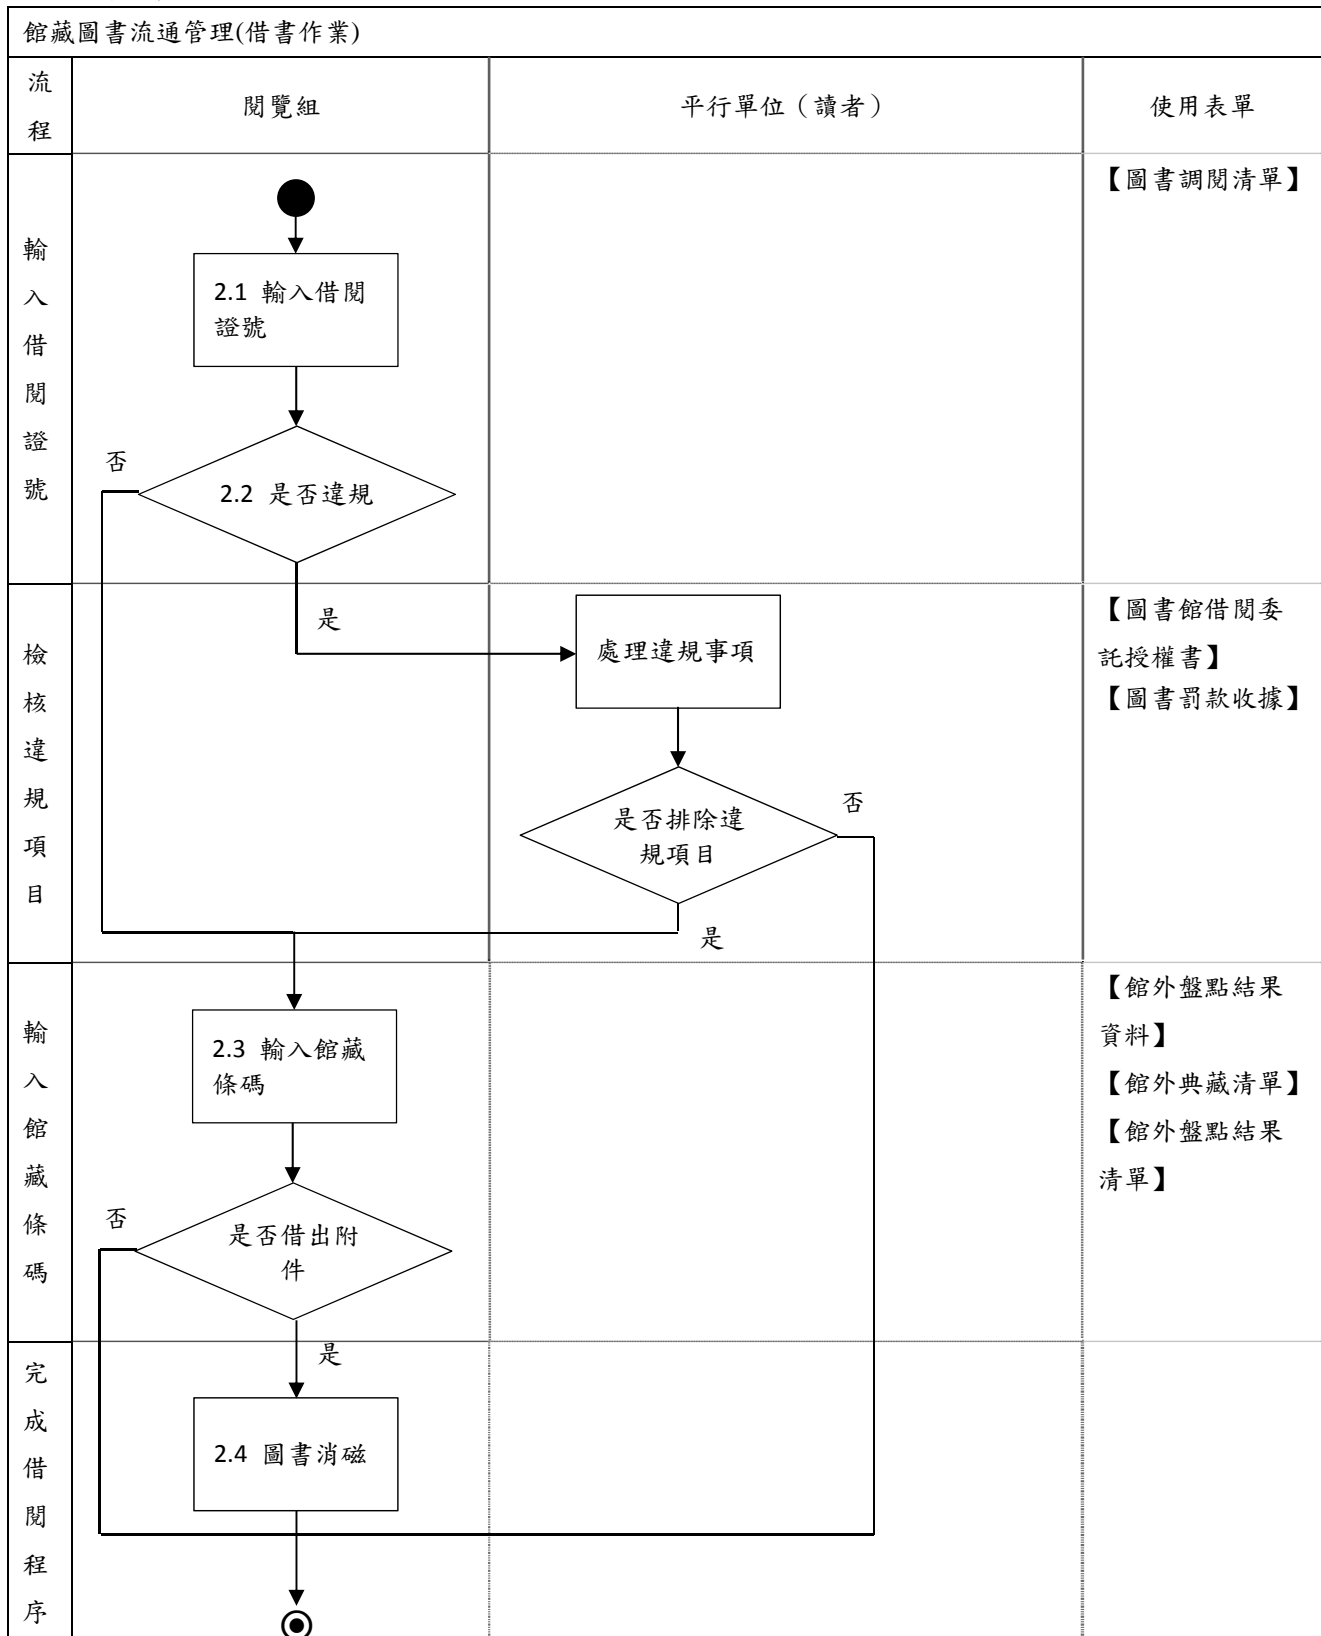 館藏圖書流通管理(借書作業)
流程
閱覽組
平行單位（讀者）
使用表單
輸入借閱證號
2.1 輸入借閱
證號
否
2.2 是否違規
【圖書調閱清單】
檢核違規項目
是
處理違規事項
是否排除違
規項目
否
是
【圖書館借閱委
託授權書】
【圖書罰款收據】
輸入館藏條碼
2.3 輸入館藏
條碼
否
是否借出附
件
【館外盤點結果
資料】
【館外典藏清單】
【館外盤點結果
清單】
完成借閱程序
是
2.4 圖書消磁